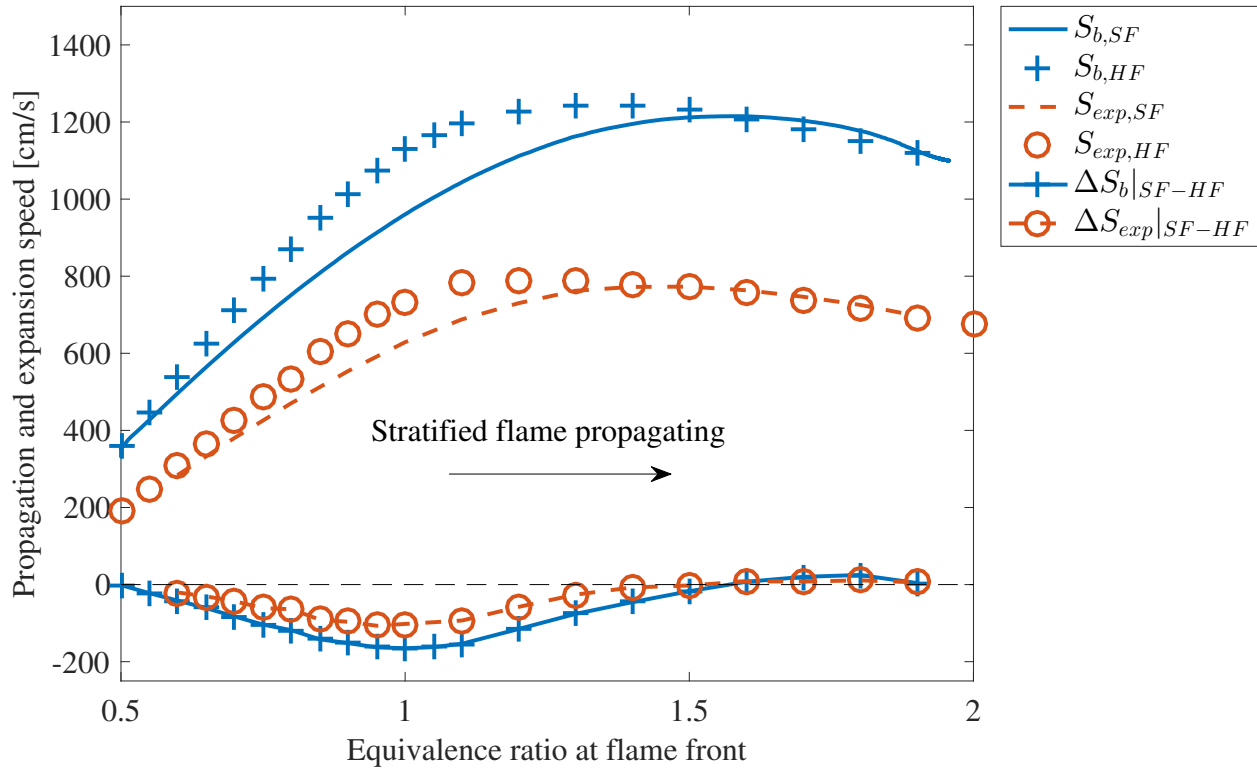 Propagation and expansion speed [cm/s]
1400
1200
1000
800
600
400
200
0
-200
0.5
1
1.5
2
Equivalence ratio at flame front
Stratified flame propagating
S_{b,SF}
S_{b,HF}
S_{exp,SF}
S_{exp,HF}
ΔS_b|_{SF-HF}
ΔS_{exp}|_{SF-HF}